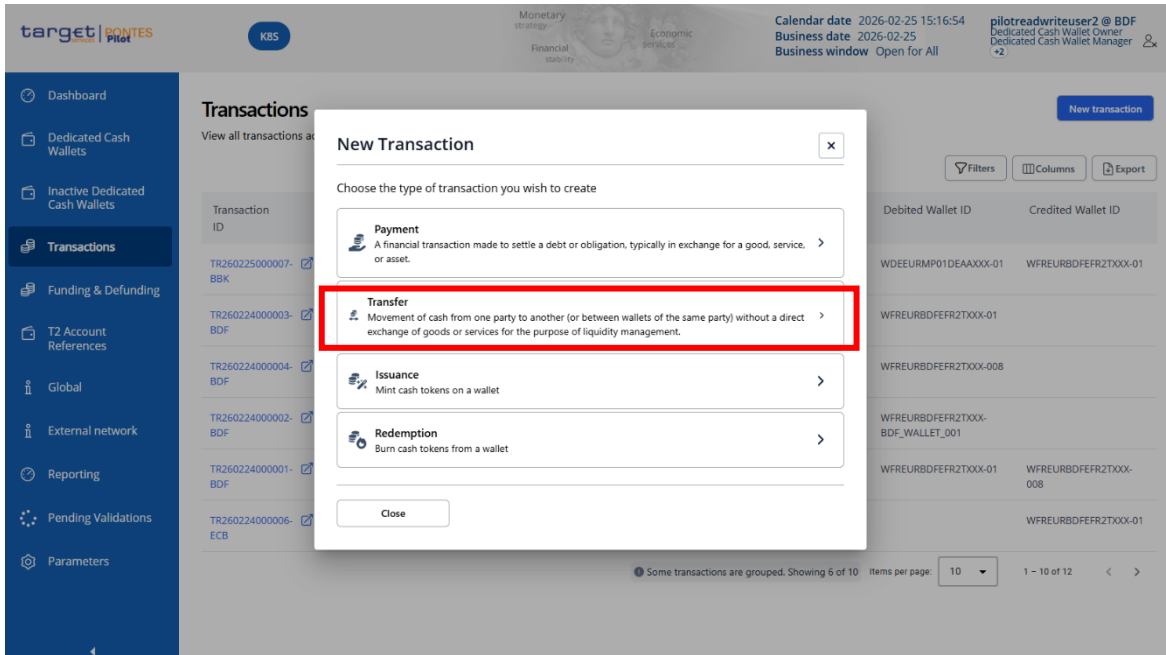 target | PONTES
Services Pilot
KBS
Monetary
strategy
Economic
services
Financial
stability
Calendar date 2026-02-25 15:16:54
Business date 2026-02-25
Business window Open for All
pilotreadwriteuser2 @ BDF
Dedicated Cash Wallet Owner
Dedicated Cash Wallet Manager
+2
Dashboard
Dedicated Cash
Wallets
Inactive Dedicated
Cash Wallets
Transactions
Funding & Defunding
T2 Account
References
Global
External network
Reporting
Pending Validations
Parameters
Transactions
New transaction
View all transactions
Filters
Columns
Export
Transaction
ID
Debited Wallet ID
Credited Wallet ID
TR260225000007-
BBK
WDEEURMP01DEAAXXX-01
WFREURBDFEFR2TXXX-01
TR260224000003-
BDF
WFREURBDFEFR2TXXX-01
TR260224000004-
BDF
WFREURBDFEFR2TXXX-008
TR260224000002-
BDF
WFREURBDFEFR2TXXX-
BDF_WALLET_001
TR260224000001-
BDF
WFREURBDFEFR2TXXX-01
WFREURBDFEFR2TXXX-
008
TR260224000006-
ECB
WFREURBDFEFR2TXXX-01
Some transactions are grouped. Showing 6 of 10
Items per page:
10
1 – 10 of 12
New Transaction
Choose the type of transaction you wish to create
Payment
A financial transaction made to settle a debt or obligation, typically in exchange for a good, service,
or asset.
Transfer
Movement of cash from one party to another (or between wallets of the same party) without a direct
exchange of goods or services for the purpose of liquidity management.
Issuance
Mint cash tokens on a wallet
Redemption
Burn cash tokens from a wallet
Close